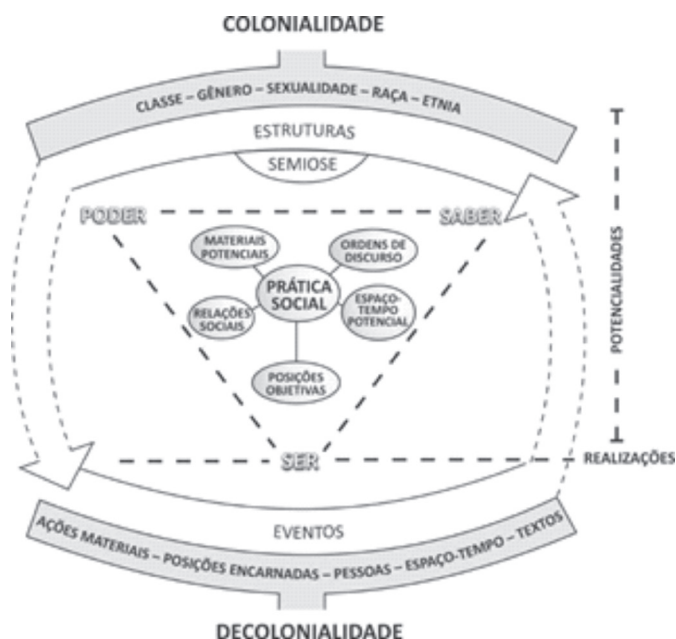 COLONIALIDADE
CLASSE – GÊNERO – SEXUALIDADE – RAÇA – ETNIA
ESTRUTURAS
SEMIOSE
PODER
SABER
MATERIAIS
POTENCIAIS
ORDENS DE
DISCURSO
PRÁTICA
SOCIAL
RELAÇÕES
SOCIAIS
ESPAÇO-
TEMPO
POTENCIAL
POSIÇÕES
OBJETIVAS
POTENCIALIDADES
SER
REALIZAÇÕES
EVENTOS
AÇÕES MATERIAIS – POSIÇÕES ENCARNADAS – PESSOAS – ESPAÇO-TEMPO – TEXTOS
DECOLONIALIDADE